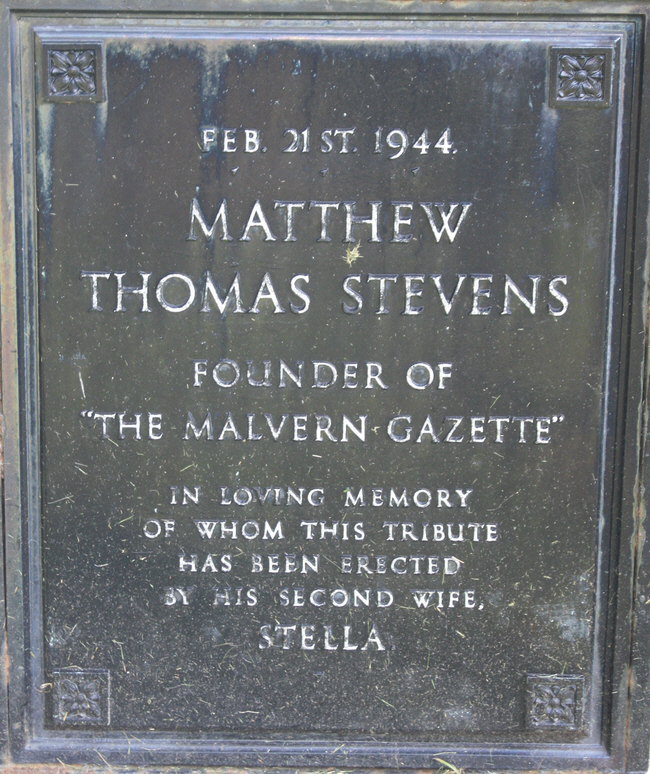 FEB. 21ST. 1944.
MATTHEW
THOMAS STEVENS
FOUNDER OF
"THE MALVERN GAZETTE"
IN LOVING MEMORY
OF WHOM THIS TRIBUTE
HAS BEEN ERECTED
BY HIS SECOND WIFE,
STELLA